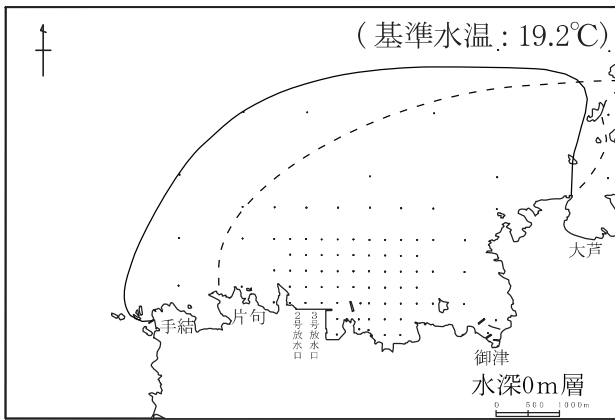 (基準水温：19.2℃)
大芦
手結
片句
2号放水口
3号放水口
御津
水深0m層
0 500 1000m